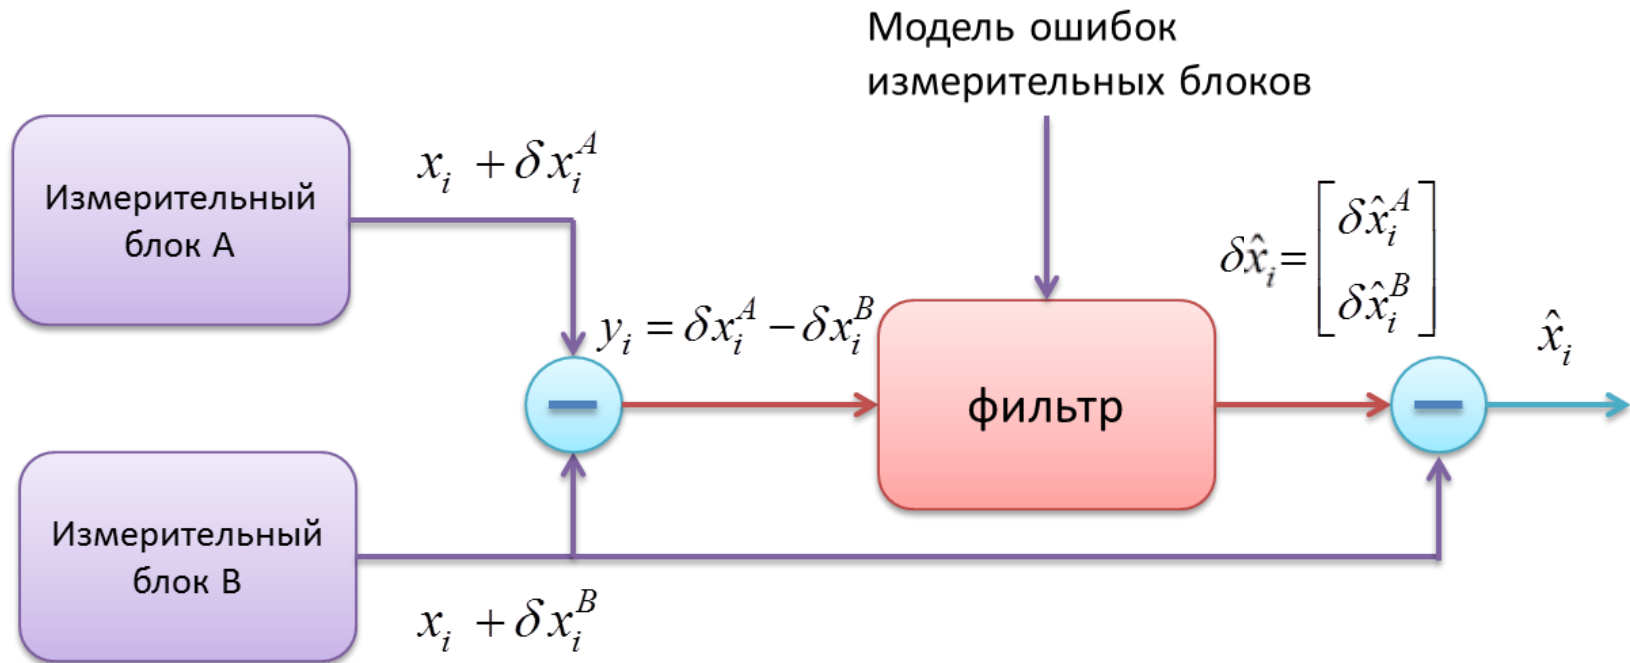 Модель ошибок
измерительных блоков
Измерительный
блок А
x_i + δx_i^A
y_i = δx_i^A − δx_i^B
фильтр
δx̂_i = [δx̂_i^A
δx̂_i^B]
x̂_i
Измерительный
блок В
x_i + δx_i^B